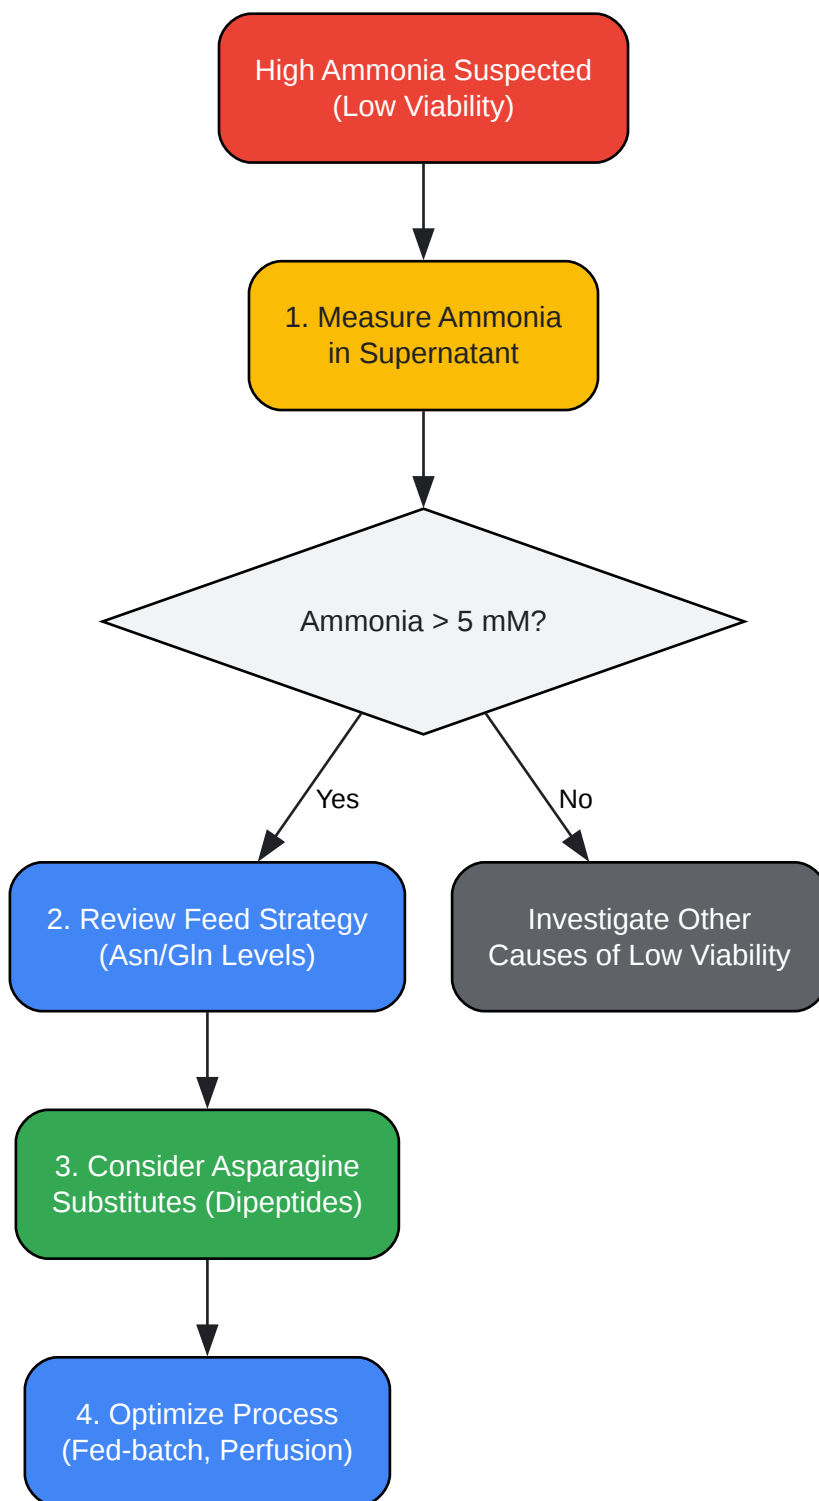 High Ammonia Suspected
(Low Viability)
1. Measure Ammonia
in Supernatant
Ammonia > 5 mM?
Yes
No
2. Review Feed Strategy
(Asn/Gln Levels)
Investigate Other
Causes of Low Viability
3. Consider Asparagine
Substitutes (Dipeptides)
4. Optimize Process
(Fed-batch, Perfusion)